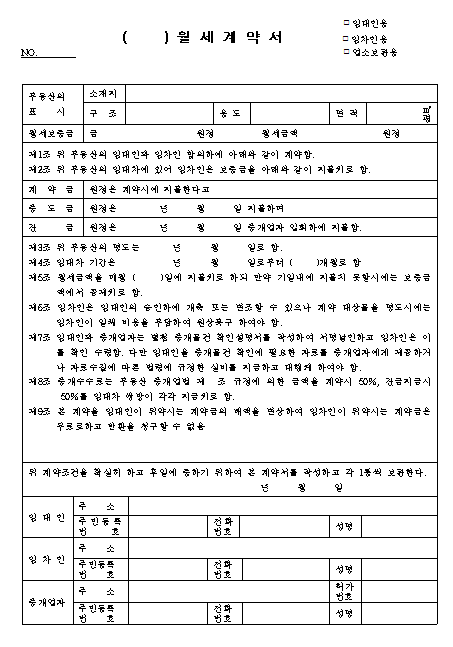 □ 임대인용
( ) 월 세 계 약 서
□ 임차인용
NO.
□ 업소보관용
부동산의 표 시
소재지
구 조
용 도
면 적
㎡
평
월세보증금 금 원정 월세금액 원정
제1조 위 부동산의 임대인과 임차인 합의하에 아래와 같이 계약함.
제2조 위 부동산의 임대차에 있어 임차인은 보증금을 아래와 같이 지불키로 함.
계 약 금 원정은 계약시에 지불한다고
중 도 금 원정은 년 월 일 지불하며
잔 금 원정은 년 월 일 중개업자 입회하에 지불함.
제3조 위 부동산의 명도는 년 월 일로 함.
제4조 임대차 기간은 년 월 일로부터 ( )개월로 함
제5조 월세금액을 매월 ( )일에 지불키로 하되 만약 기일내에 지불치 못할시에는 보증금
액에서 공제키로 함.
제6조 임차인은 임대인의 승인하에 개축 또는 변조할 수 있으나 계약 대상물을 명도시에는
임차인이 일체 비용을 부담하여 원상복구 하여야 함.
제7조 임대인과 중개업자는 별첨 중개물건 확인설명서를 작성하여 서명날인하고 임차인은 이
를 확인 수령함. 다만 임대인은 중개물건 확인에 필요한 자료를 중개업자에게 제공하거
나 자료수집에 따른 법령에 규정한 실비를 지급하고 대행케 하여야 함.
제8조 중개수수료는 부동산 중개업법 제 조 규정에 의한 금액을 계약시 50%, 잔금지급시
50%를 임대차 쌍방이 각각 지급키로 함.
제9조 본 계약을 임대인이 위약시는 계약금의 배액을 변상하며 임차인이 위약시는 계약금은
무료로하고 반환을 청구할 수 없음
위 계약조건을 확실히 하고 후일에 증하기 위하여 본 계약서를 작성하고 각 1통씩 보관한다.
년 월 일
임 대 인
주 소
주민등록 번 호
전화 번호
성명
임 차 인
주 소
주민등록 번 호
전화 번호
성명
중개업자
주 소
허가 번호
주민등록 번 호
전화 번호
성명